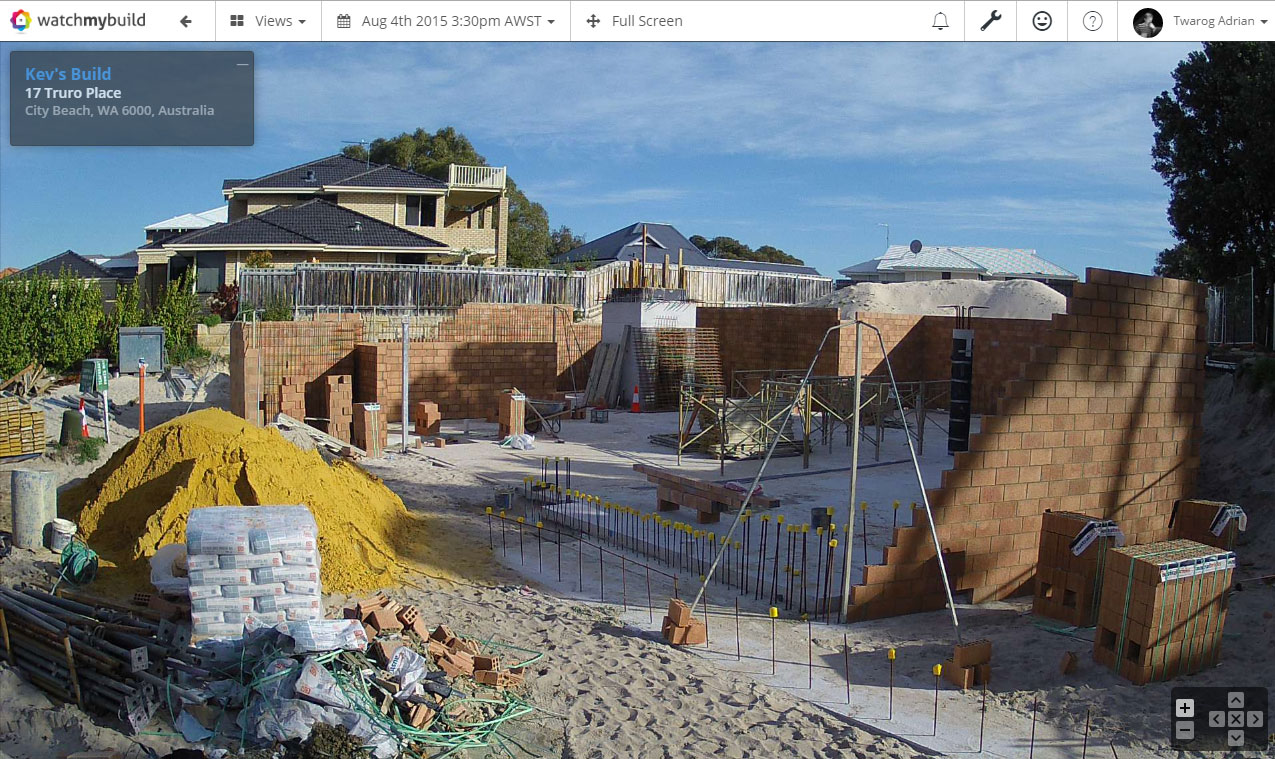 watchmybuild
Views
Aug 4th 2015 3:30pm AWST
Full Screen
Twarog Adrian
Kev's Build
17 Truro Place
City Beach, WA 6000, Australia